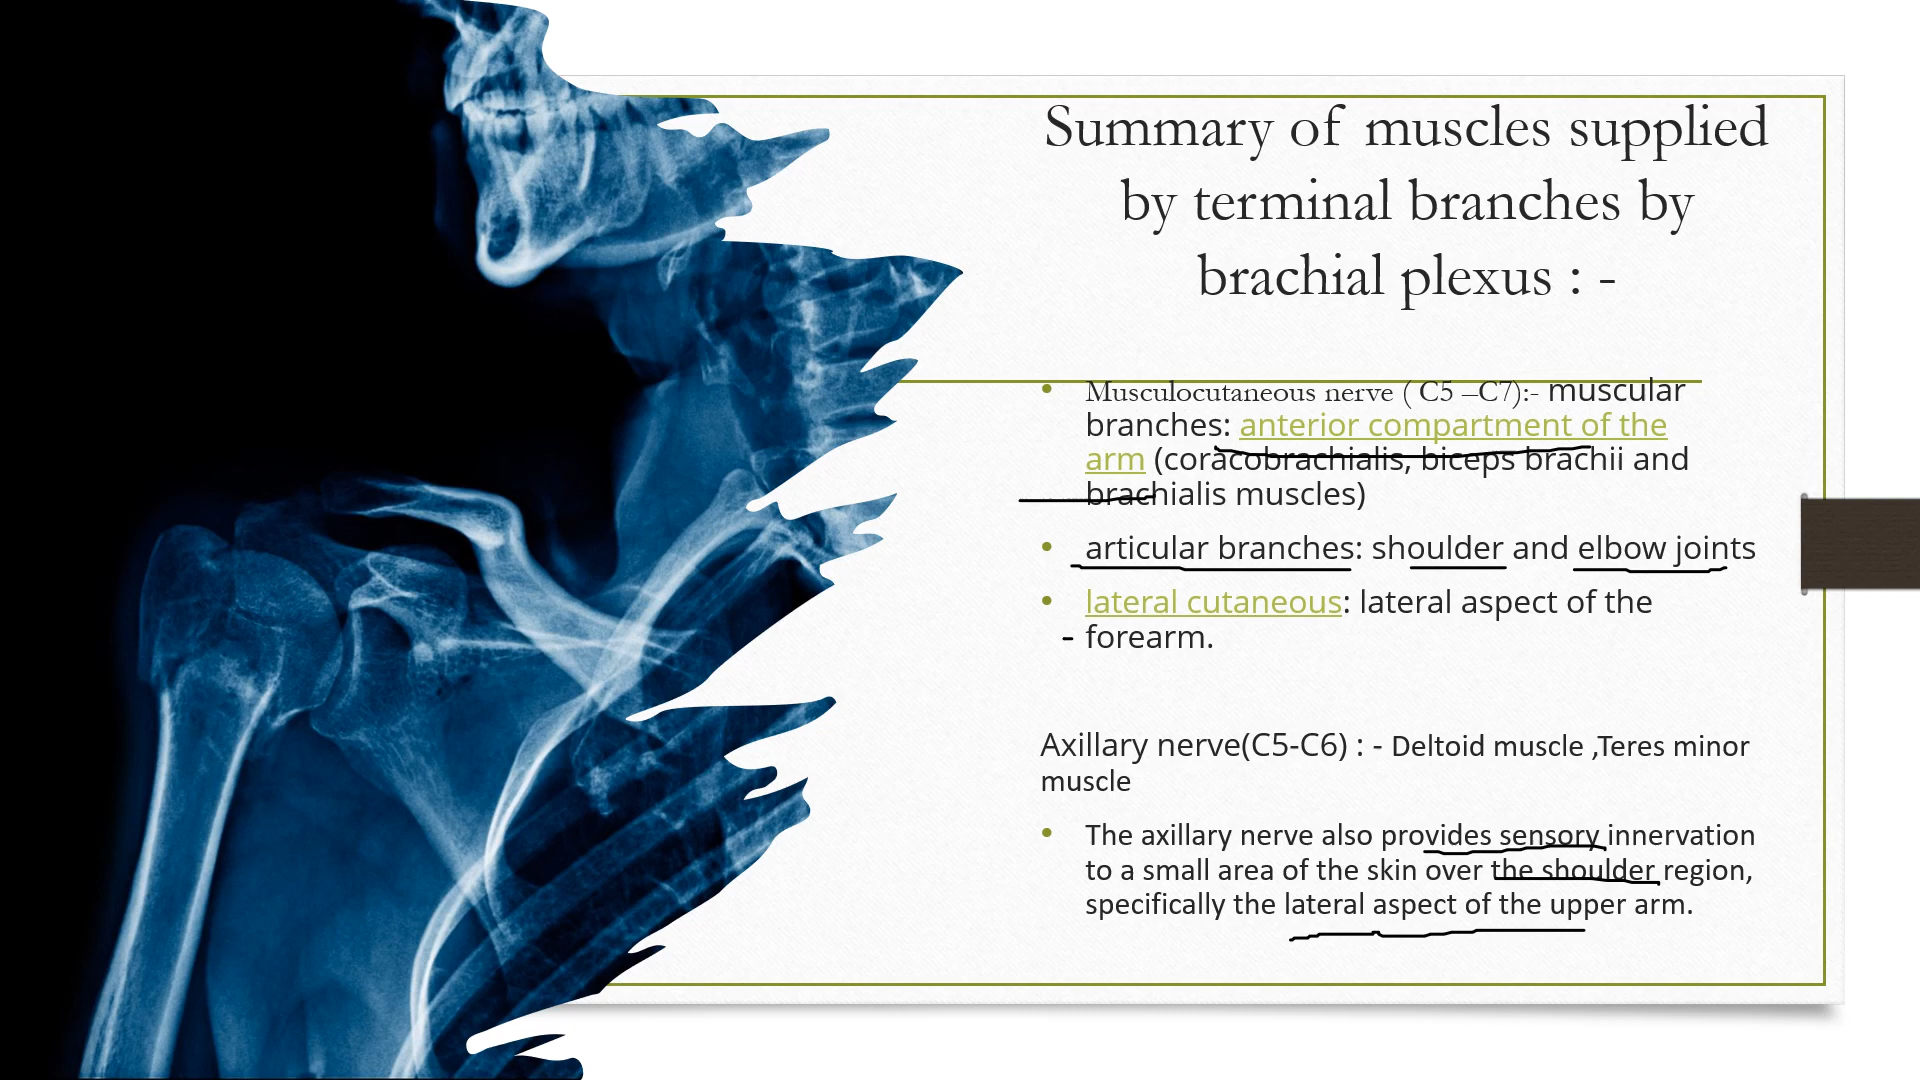 Summary of muscles supplied
by terminal branches by
brachial plexus : -
• Musculocutaneous nerve ( C5 –C7):- muscular
branches: anterior compartment of the
arm (coracobrachialis, biceps brachii and
brachialis muscles)
• articular branches: shoulder and elbow joints
• lateral cutaneous: lateral aspect of the
- forearm.
Axillary nerve(C5-C6) : - Deltoid muscle ,Teres minor
muscle
• The axillary nerve also provides sensory innervation
to a small area of the skin over the shoulder region,
specifically the lateral aspect of the upper arm.